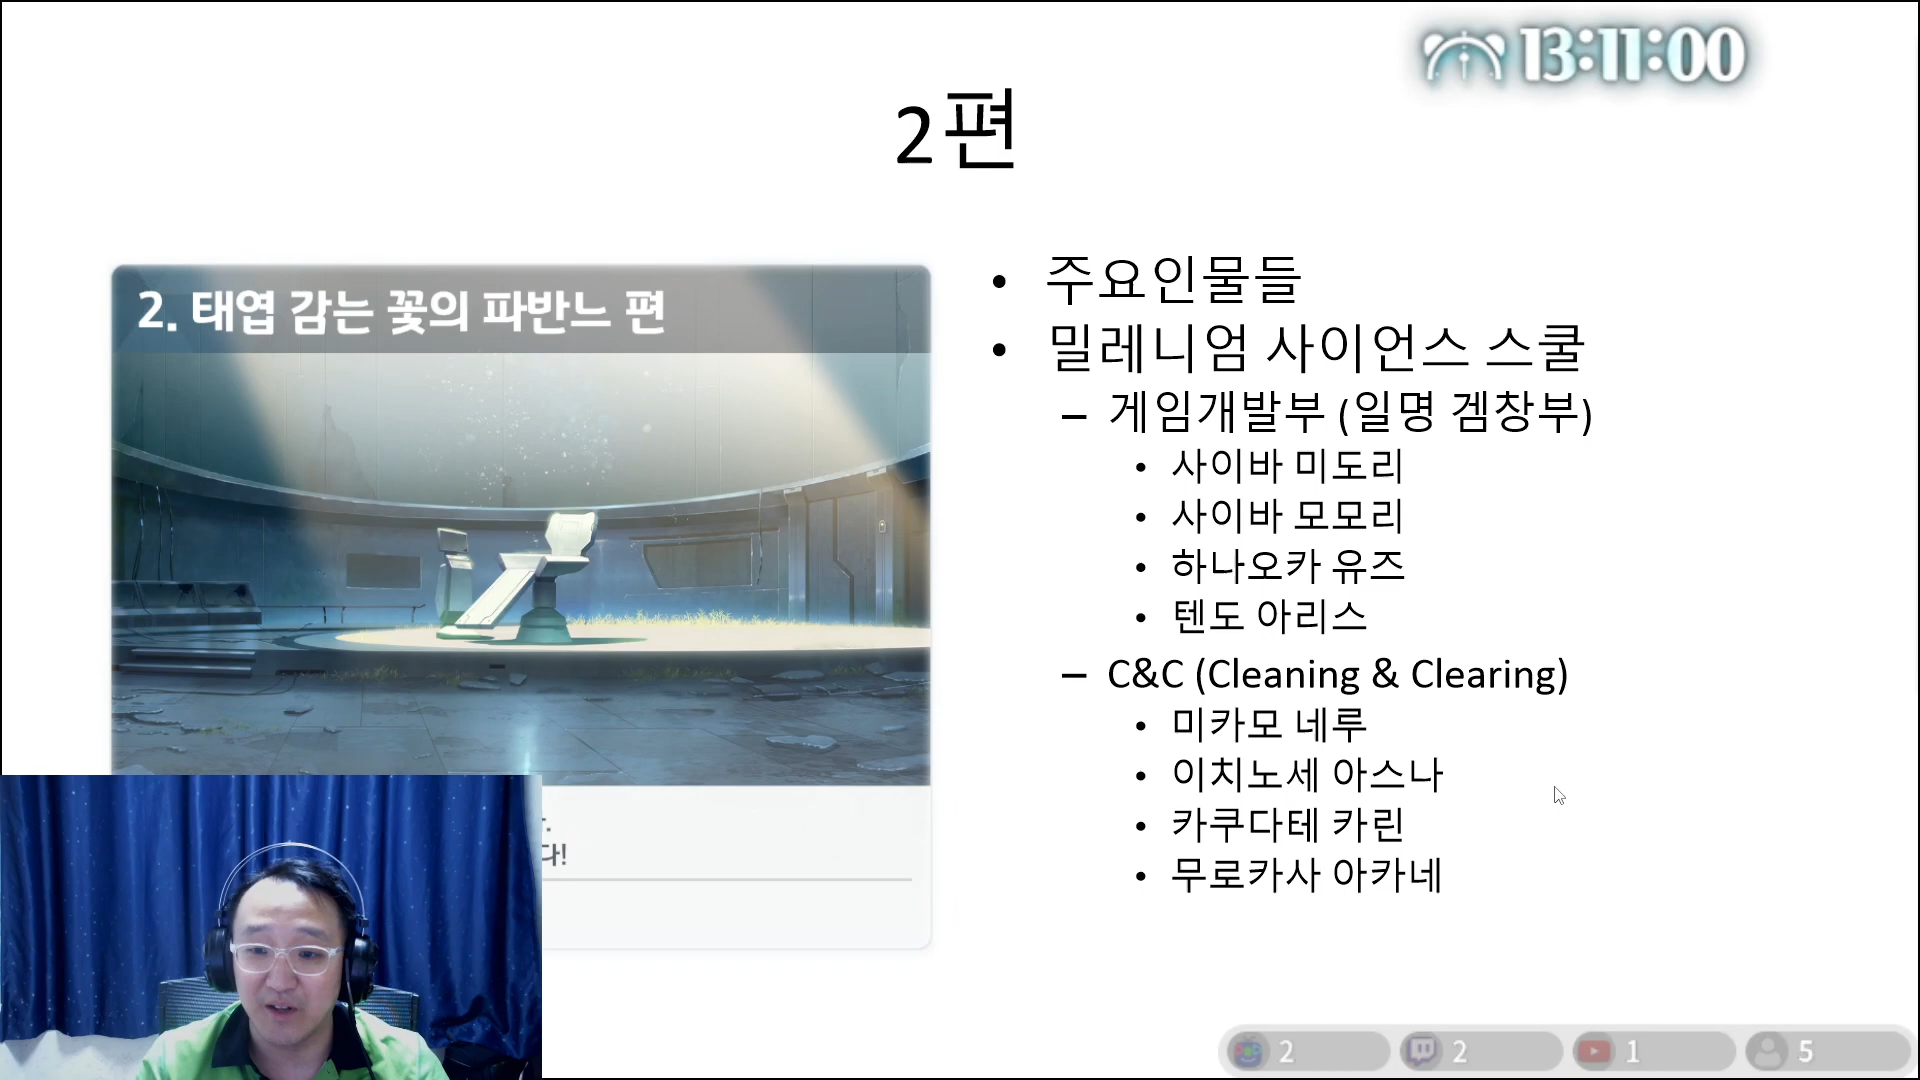 13:11:00
2편
2. 태엽 감는 꽃의 파반느 편
다!
• 주요인물들
• 밀레니엄 사이언스 스쿨
– 게임개발부 (일명 겜창부)
• 사이바 미도리
• 사이바 모모리
• 하나오카 유즈
• 텐도 아리스
– C&C (Cleaning & Clearing)
• 미카모 네루
• 이치노세 아스나
• 카쿠다테 카린
• 무로카사 아카네
2 2 1 5